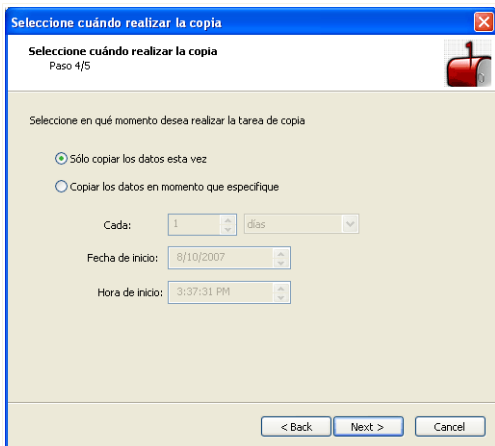 Seleccione cuándo realizar la copia
Seleccione cuándo realizar la copia
Paso 4/5
Seleccione en qué momento desea realizar la tarea de copia
Sólo copiar los datos esta vez
Copiar los datos en momento que especifique
Cada: 1 días
Fecha de inicio: 8/10/2007
Hora de inicio: 3:37:31 PM
< Back Next > Cancel